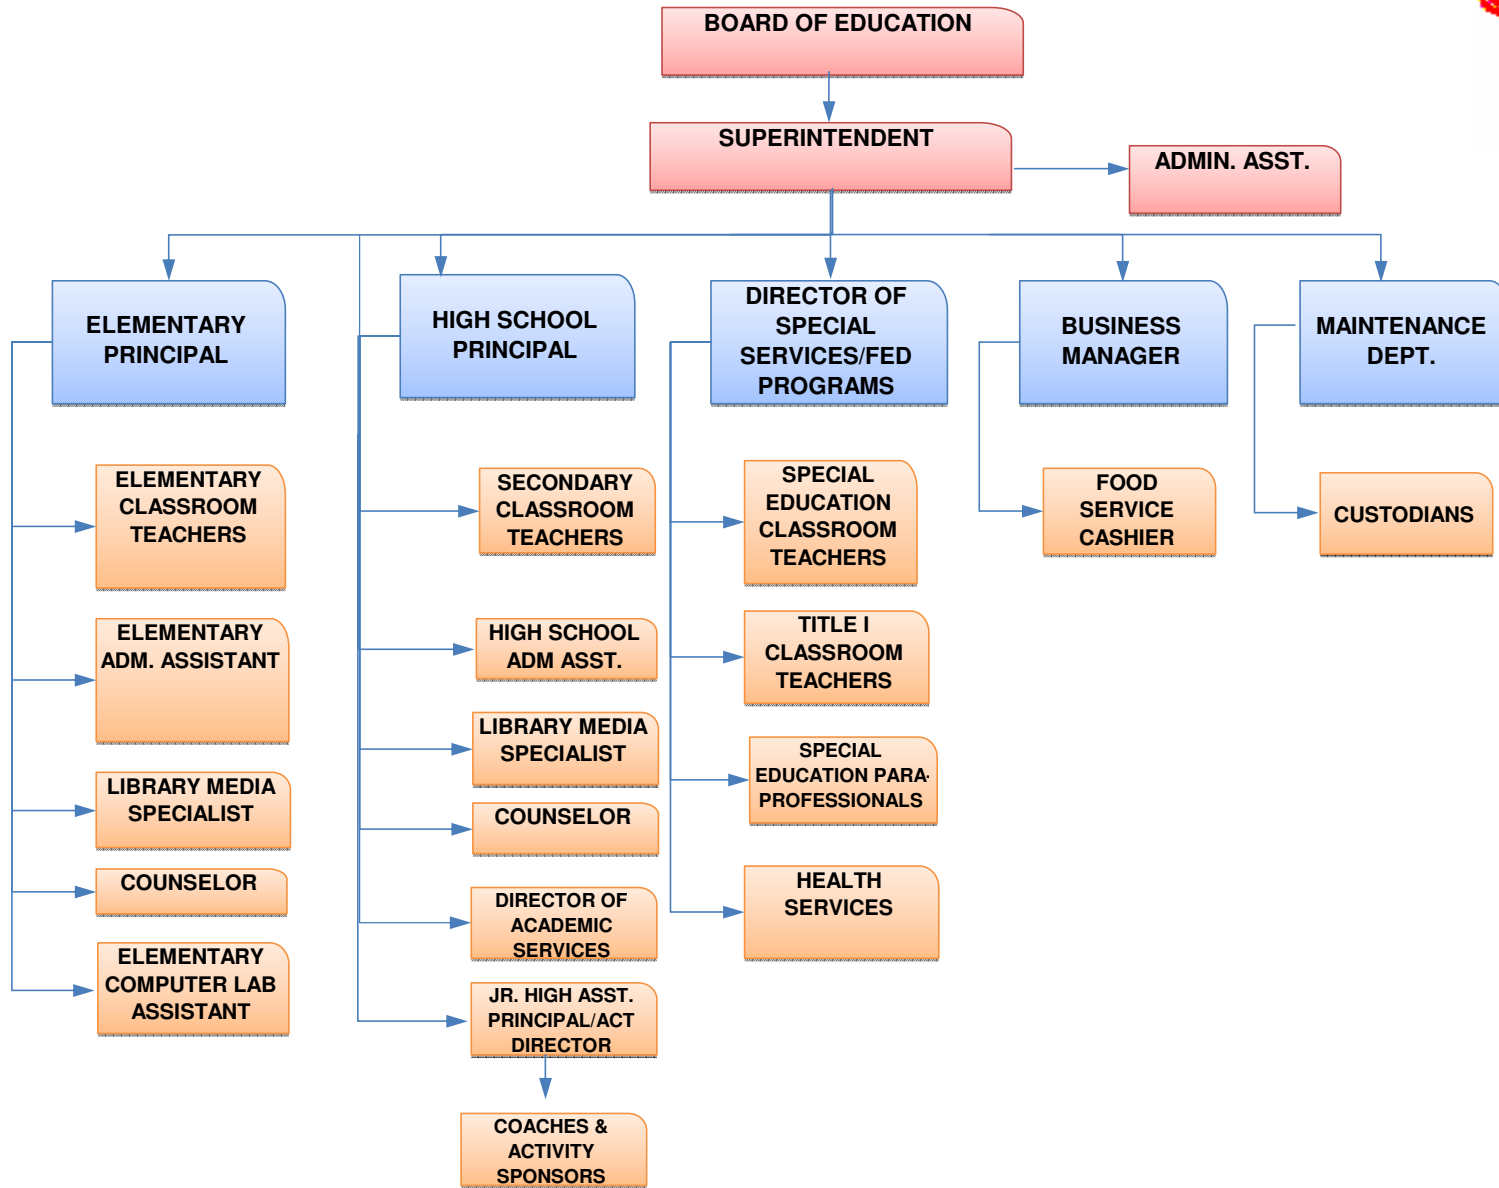 BOARD OF EDUCATION
SUPERINTENDENT
ADMIN. ASST.
ELEMENTARY
PRINCIPAL
HIGH SCHOOL
PRINCIPAL
DIRECTOR OF
SPECIAL
SERVICES/FED
PROGRAMS
BUSINESS
MANAGER
MAINTENANCE
DEPT.
ELEMENTARY
CLASSROOM
TEACHERS
ELEMENTARY
ADM. ASSISTANT
LIBRARY MEDIA
SPECIALIST
COUNSELOR
ELEMENTARY
COMPUTER LAB
ASSISTANT
SECONDARY
CLASSROOM
TEACHERS
HIGH SCHOOL
ADM ASST.
LIBRARY MEDIA
SPECIALIST
COUNSELOR
DIRECTOR OF
ACADEMIC
SERVICES
JR. HIGH ASST.
PRINCIPAL/ACT
DIRECTOR
COACHES &
ACTIVITY
SPONSORS
SPECIAL
EDUCATION
CLASSROOM
TEACHERS
TITLE I
CLASSROOM
TEACHERS
SPECIAL
EDUCATION PARA-
PROFESSIONALS
HEALTH
SERVICES
FOOD
SERVICE
CASHIER
CUSTODIANS